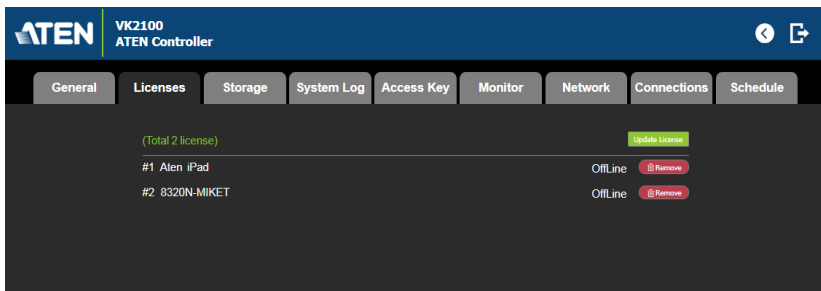 ATEN
VK2100
ATEN Controller
General Licenses Storage System Log Access Key Monitor Network Connections Schedule
(Total 2 license) Update License
#1 Aten iPad OffLine Remove
#2 8320N-MIKET OffLine Remove